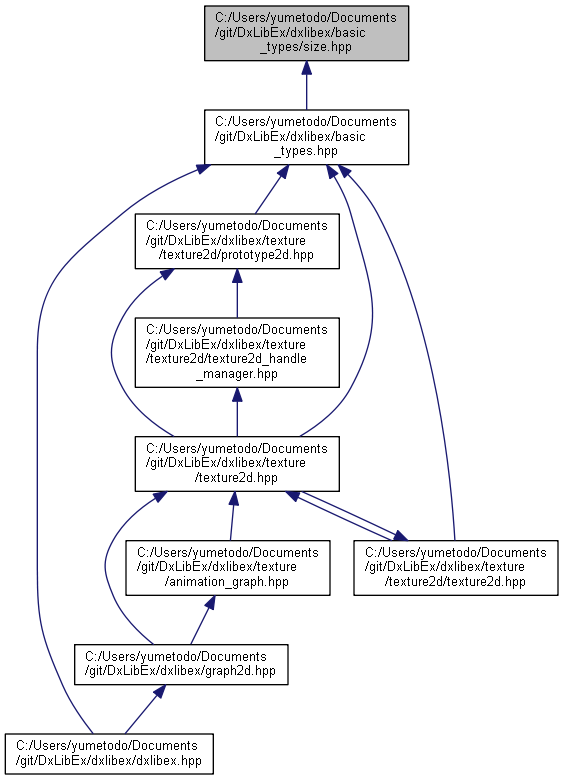 C:/Users/yumetodo/Documents
/git/DxLibEx/dxlibex/basic
_types/size.hpp
C:/Users/yumetodo/Documents
/git/DxLibEx/dxlibex/basic
_types.hpp
C:/Users/yumetodo/Documents
/git/DxLibEx/dxlibex/texture
/texture2d/prototype2d.hpp
C:/Users/yumetodo/Documents
/git/DxLibEx/dxlibex/texture
/texture2d/texture2d_handle
_manager.hpp
C:/Users/yumetodo/Documents
/git/DxLibEx/dxlibex/texture
/texture2d.hpp
C:/Users/yumetodo/Documents
/git/DxLibEx/dxlibex/texture
/animation_graph.hpp
C:/Users/yumetodo/Documents
/git/DxLibEx/dxlibex/texture
/texture2d/texture2d.hpp
C:/Users/yumetodo/Documents
/git/DxLibEx/dxlibex/graph2d.hpp
C:/Users/yumetodo/Documents
/git/DxLibEx/dxlibex/dxlibex.hpp